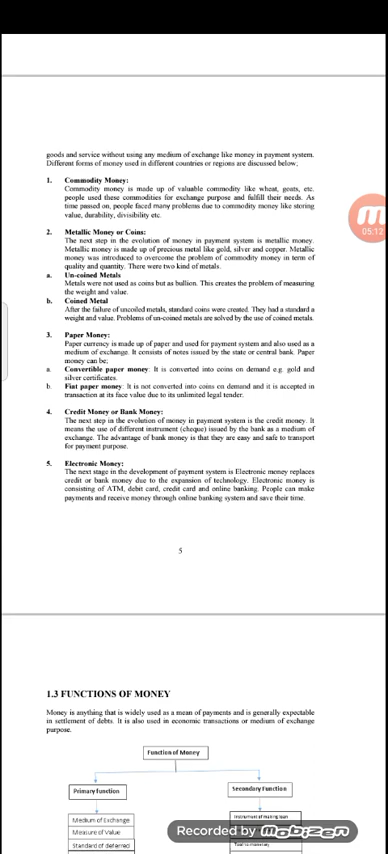 goods and service without using any medium of exchange like money in payment system.
Different forms of money used in different countries or regions are discussed below;
1. Commodity Money:
Commodity money is made up of valuable commodity like wheat, goats, etc.
people used these commodities for exchange purpose and fulfill their needs. As
time passed on, people faced many problems due to commodity money like storing
value, durability, divisibility etc.
05:12
2. Metallic Money or Coins:
The next step in the evolution of money in payment system is metallic money.
Metallic money is made up of precious metal like gold, silver and copper. Metallic
money was introduced to overcome the problem of commodity money in term of
quality and quantity. There were two kind of metals.
a. Un-coined Metals
Metals were not used as coins but as bullion. This creates the problem of measuring
the weight and value.
b. Coined Metal
After the failure of uncoiled metals, standard coins were created. They had a standard a
weight and value. Problems of un-coined metals are solved by the use of coined metals.
3. Paper Money:
Paper currency is made up of paper and used for payment system and also used as a
medium of exchange. It consists of notes issued by the state or central bank. Paper
money can be;
a. Convertible paper money: It is converted into coins on demand e.g. gold and
silver certificates.
b. Fiat paper money: It is not converted into coins on demand and it is accepted in
transaction at its face value due to its unlimited legal tender.
4. Credit Money or Bank Money:
The next step in the evolution of money in payment system is the credit money. It
means the use of different instrument (cheque) issued by the bank as a medium of
exchange. The advantage of bank money is that they are easy and safe to transport
for payment purpose.
5. Electronic Money:
The next stage in the development of payment system is Electronic money replaces
credit or bank money due to the expansion of technology. Electronic money is
consisting of ATM, debit card, credit card and online banking. People can make
payments and receive money through online banking system and save their time.
5
1.3 FUNCTIONS OF MONEY
Money is anything that is widely used as a mean of payments and is generally expectable
in settlement of debts. It is also used in economic transactions or medium of exchange
purpose.
Function of Money
Primary Function
Secondary Function
Medium of Exchange
Instrument of making loan
Measure of Value
Recorded by mobizen
Standard of deferred